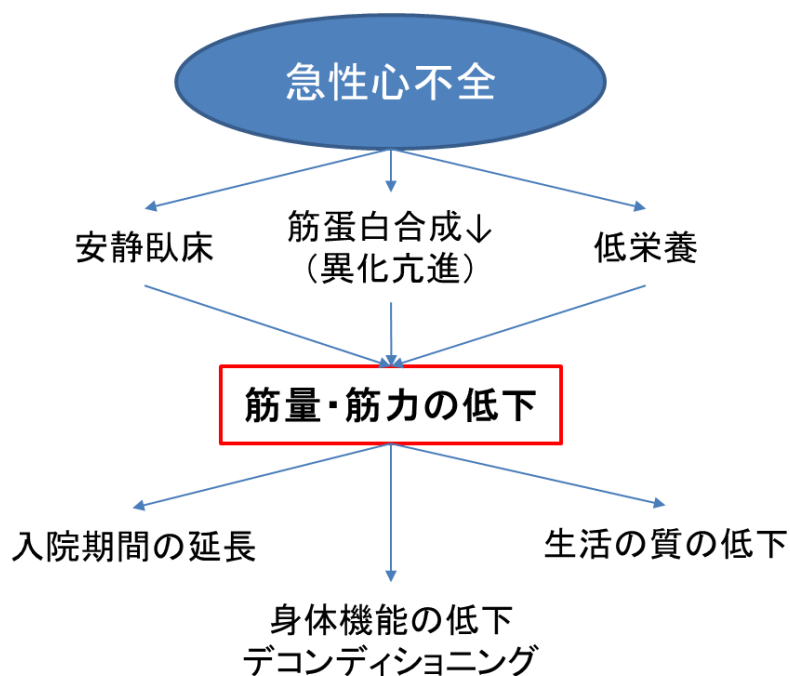 急性心不全
安静臥床
筋蛋白合成↓
（異化亢進）
低栄養
筋量・筋力の低下
入院期間の延長
生活の質の低下
身体機能の低下
デコンディショニング